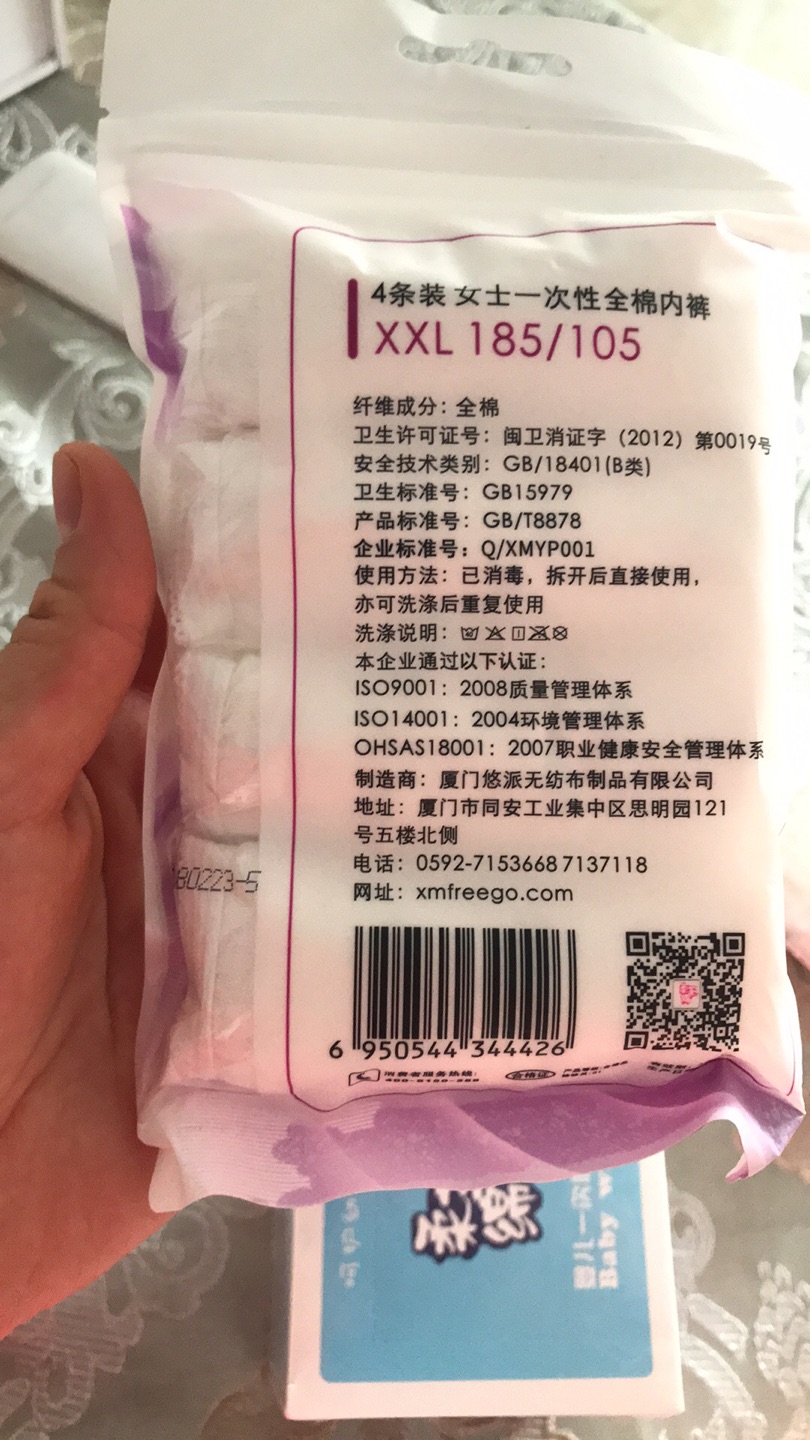 4条装 女士一次性全棉内裤
XXL 185/105
纤维成分：全棉
卫生许可证号：闽卫消证字（2012）第0019号
安全技术类别：GB/18401(B类)
卫生标准号：GB15979
产品标准号：GB/T8878
企业标准号：Q/XMYP001
使用方法：已消毒，拆开后直接使用，
亦可洗涤后重复使用
洗涤说明：
本企业通过以下认证：
ISO9001：2008质量管理体系
ISO14001：2004环境管理体系
OHSAS18001：2007职业健康安全管理体系
制造商：厦门悠派无纺布制品有限公司
地址：厦门市同安工业集中区思明园121
号五楼北侧
电话：0592-7153668 7137118
网址：xmfreego.com
80223-5
6 950544 344426
消费者服务热线：
合格证
Baby